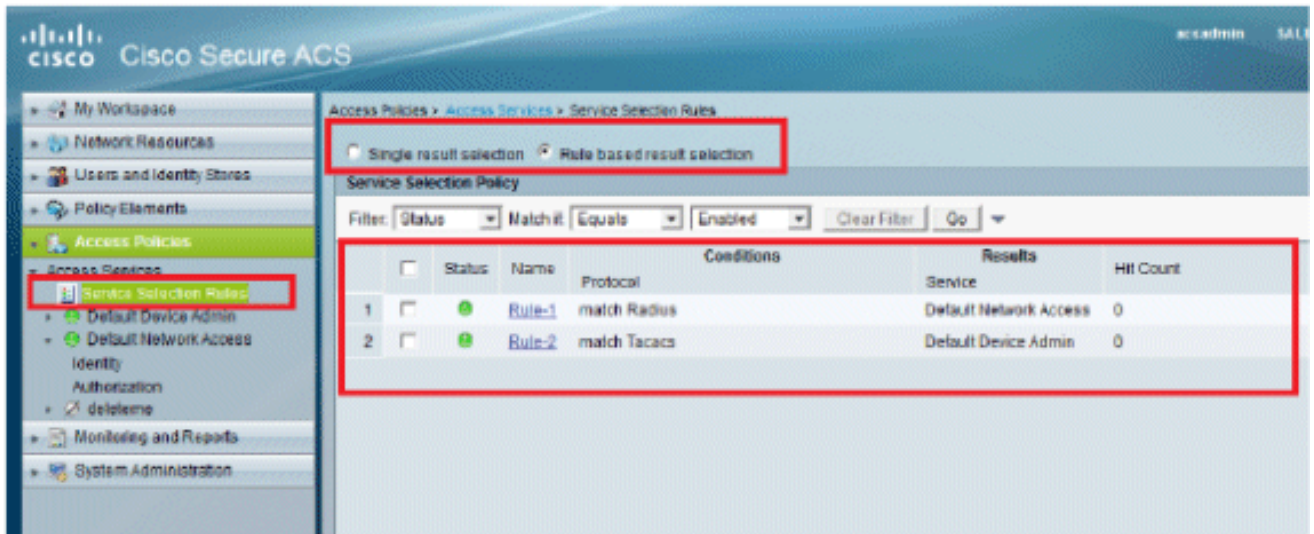 CISCO Cisco Secure ACS
acsadmin
My Workspace
Network Resources
Users and Identity Stores
Policy Elements
Access Policies
Access Services
Service Selection Rules
Default Device Admin
Default Network Access
Identity
Authorization
deleteme
Monitoring and Reports
System Administration
Access Policies > Access Services > Service Selection Rules
Single result selection Rule based result selection
Service Selection Policy
Filter: Status Match if: Equals Enabled Clear Filter Go
Conditions Results
Status Name Protocol Service Hit Count
1 Rule-1 match Radius Default Network Access 0
2 Rule-2 match Tacacs Default Device Admin 0